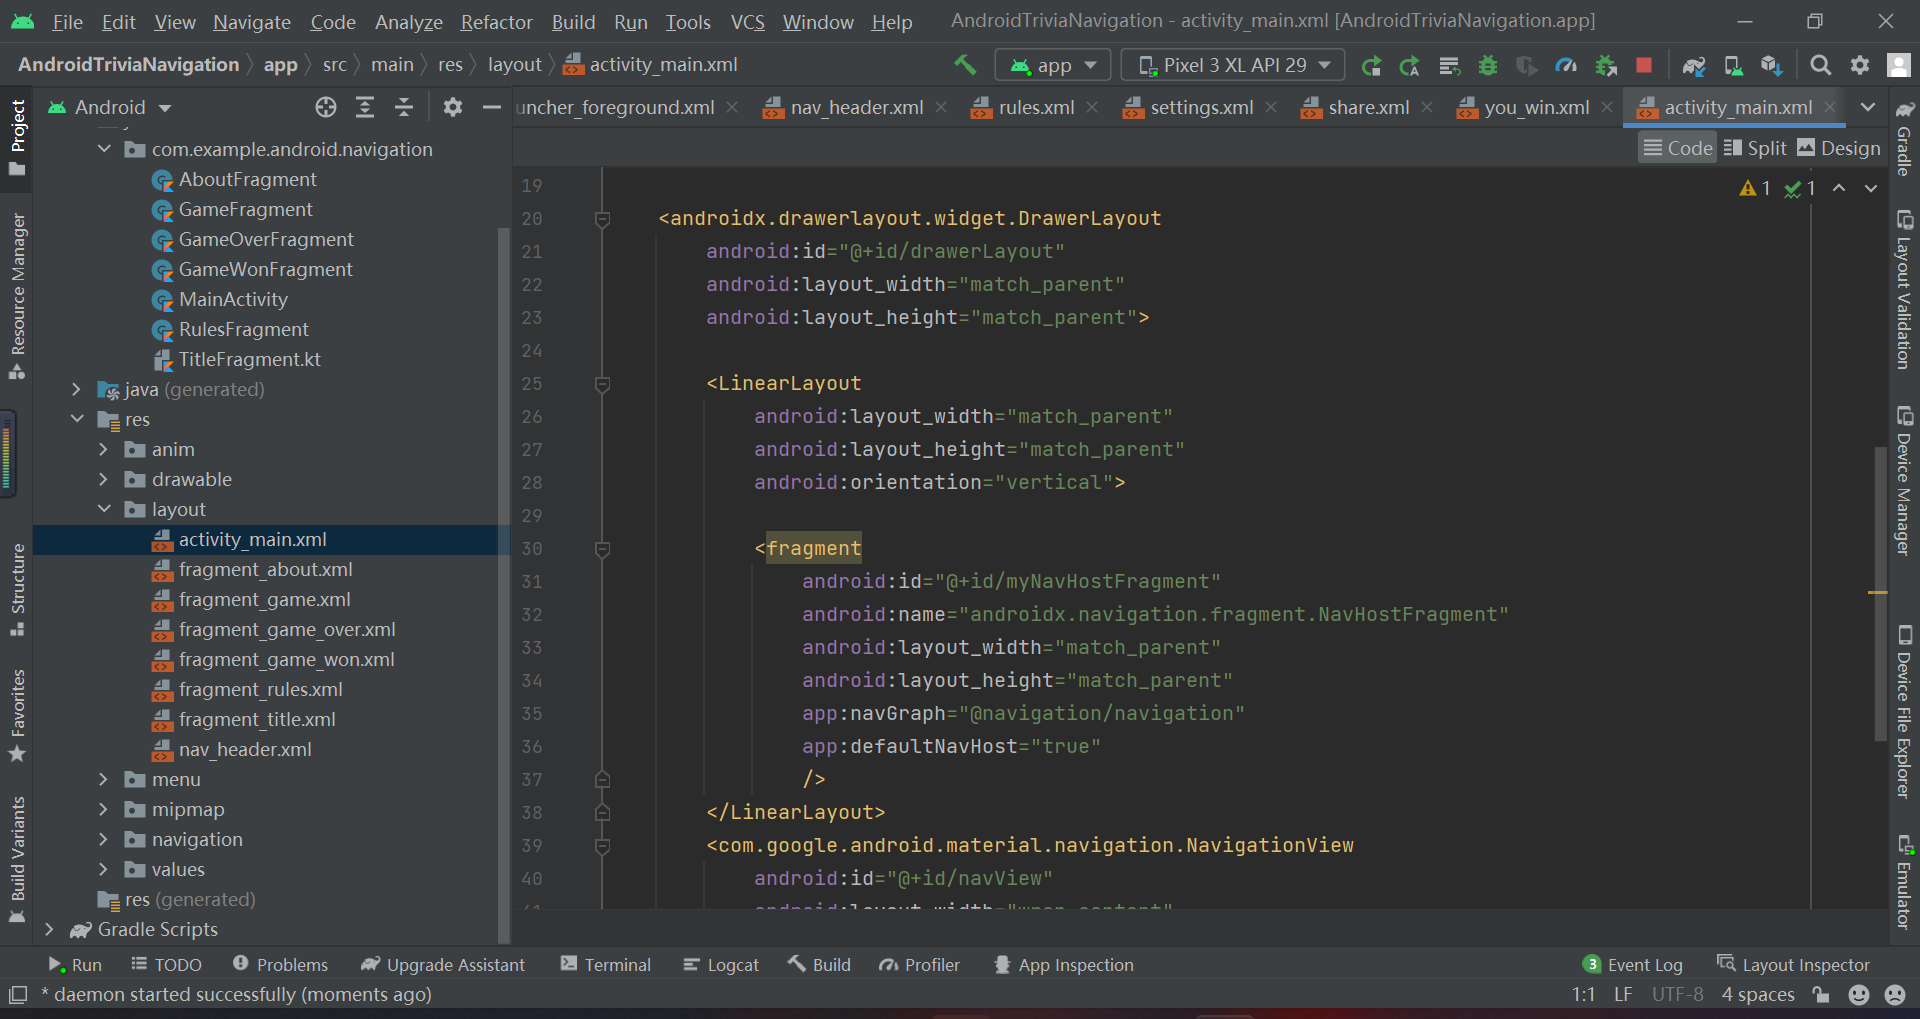 File Edit View Navigate Code Analyze Refactor Build Run Tools VCS Window Help AndroidTriviaNavigation - activity_main.xml [AndroidTriviaNavigation.app]
AndroidTriviaNavigation app src main res layout activity_main.xml app Pixel 3 XL API 29
Android
uncher_foreground.xml nav_header.xml rules.xml settings.xml share.xml you_win.xml activity_main.xml
Code Split Design
1 1
Project
Resource Manager
Structure
Favorites
Build Variants
com.example.android.navigation
AboutFragment
GameFragment
GameOverFragment
GameWonFragment
MainActivity
RulesFragment
TitleFragment.kt
java (generated)
res
anim
drawable
layout
activity_main.xml
fragment_about.xml
fragment_game.xml
fragment_game_over.xml
fragment_game_won.xml
fragment_rules.xml
fragment_title.xml
nav_header.xml
menu
mipmap
navigation
values
res (generated)
Gradle Scripts
19
20 <androidx.drawerlayout.widget.DrawerLayout
21 android:id="@+id/drawerLayout"
22 android:layout_width="match_parent"
23 android:layout_height="match_parent">
24
25 <LinearLayout
26 android:layout_width="match_parent"
27 android:layout_height="match_parent"
28 android:orientation="vertical">
29
30 <fragment
31 android:id="@+id/myNavHostFragment"
32 android:name="androidx.navigation.fragment.NavHostFragment"
33 android:layout_width="match_parent"
34 android:layout_height="match_parent"
35 app:navGraph="@navigation/navigation"
36 app:defaultNavHost="true"
37 />
38 </LinearLayout>
39 <com.google.android.material.navigation.NavigationView
40 android:id="@+id/navView"
41 android:layout_width="wrap_content"
Gradle
Layout Validation
Device Manager
Device File Explorer
Emulator
Run TODO Problems Upgrade Assistant Terminal Logcat Build Profiler App Inspection 3 Event Log Layout Inspector
* daemon started successfully (moments ago) 1:1 LF UTF-8 4 spaces